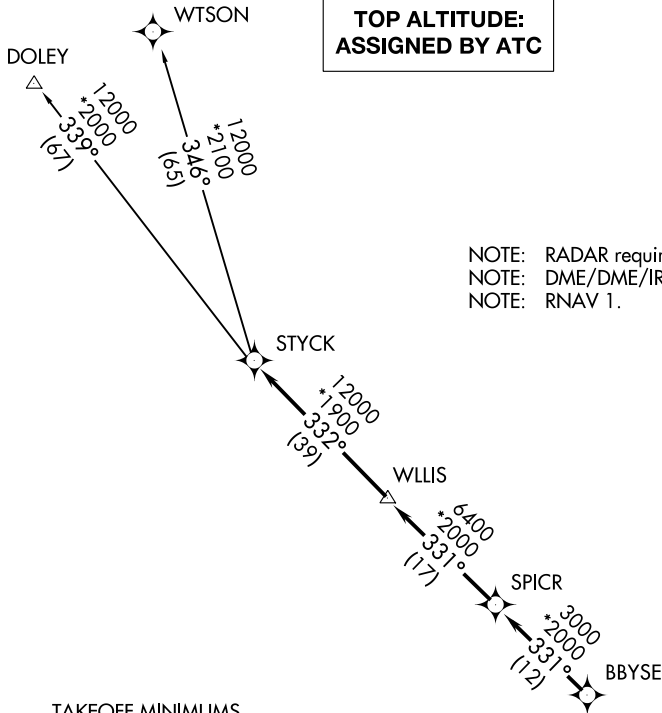 WTSON
TOP ALTITUDE:
ASSIGNED BY ATC
DOLEY
12000
*2000
339°
(67)
12000
*2100
346°
(65)
NOTE: RADAR requir
NOTE: DME/DME/IR
NOTE: RNAV 1.
STYCK
12000
*1900
332°
(39)
WLLIS
6400
*2000
331°
(17)
SPICR
3000
*2000
331°
(12)
BBYSE
TAKEOFF MINIMUMS